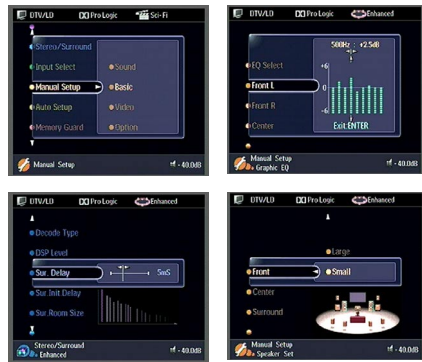 DTV/LD DD Pro Logic Sci-Fi
Stereo/Surround
Input Select
Sound
Manual Setup
Basic
Auto Setup
Video
Memory Guard
Option
Manual Setup
-40.0dB
DTV/LD DD Pro Logic Enhanced
500Hz : +2.5dB
EQ Select
+6
Front L
0
Front R
-6
Center
Exit:ENTER
Manual Setup
Graphic EQ
-40.0dB
DTV/LD DD Pro Logic Enhanced
Decode Type
DSP Level
Sur. Delay
5mS
Sur.Init.Delay
Sur.Room Size
Stereo/Surround
Enhanced
-40.0dB
DTV/LD DD Pro Logic Enhanced
Large
Front
Small
Center
Surround
Manual Setup
Speaker Set
-40.0dB